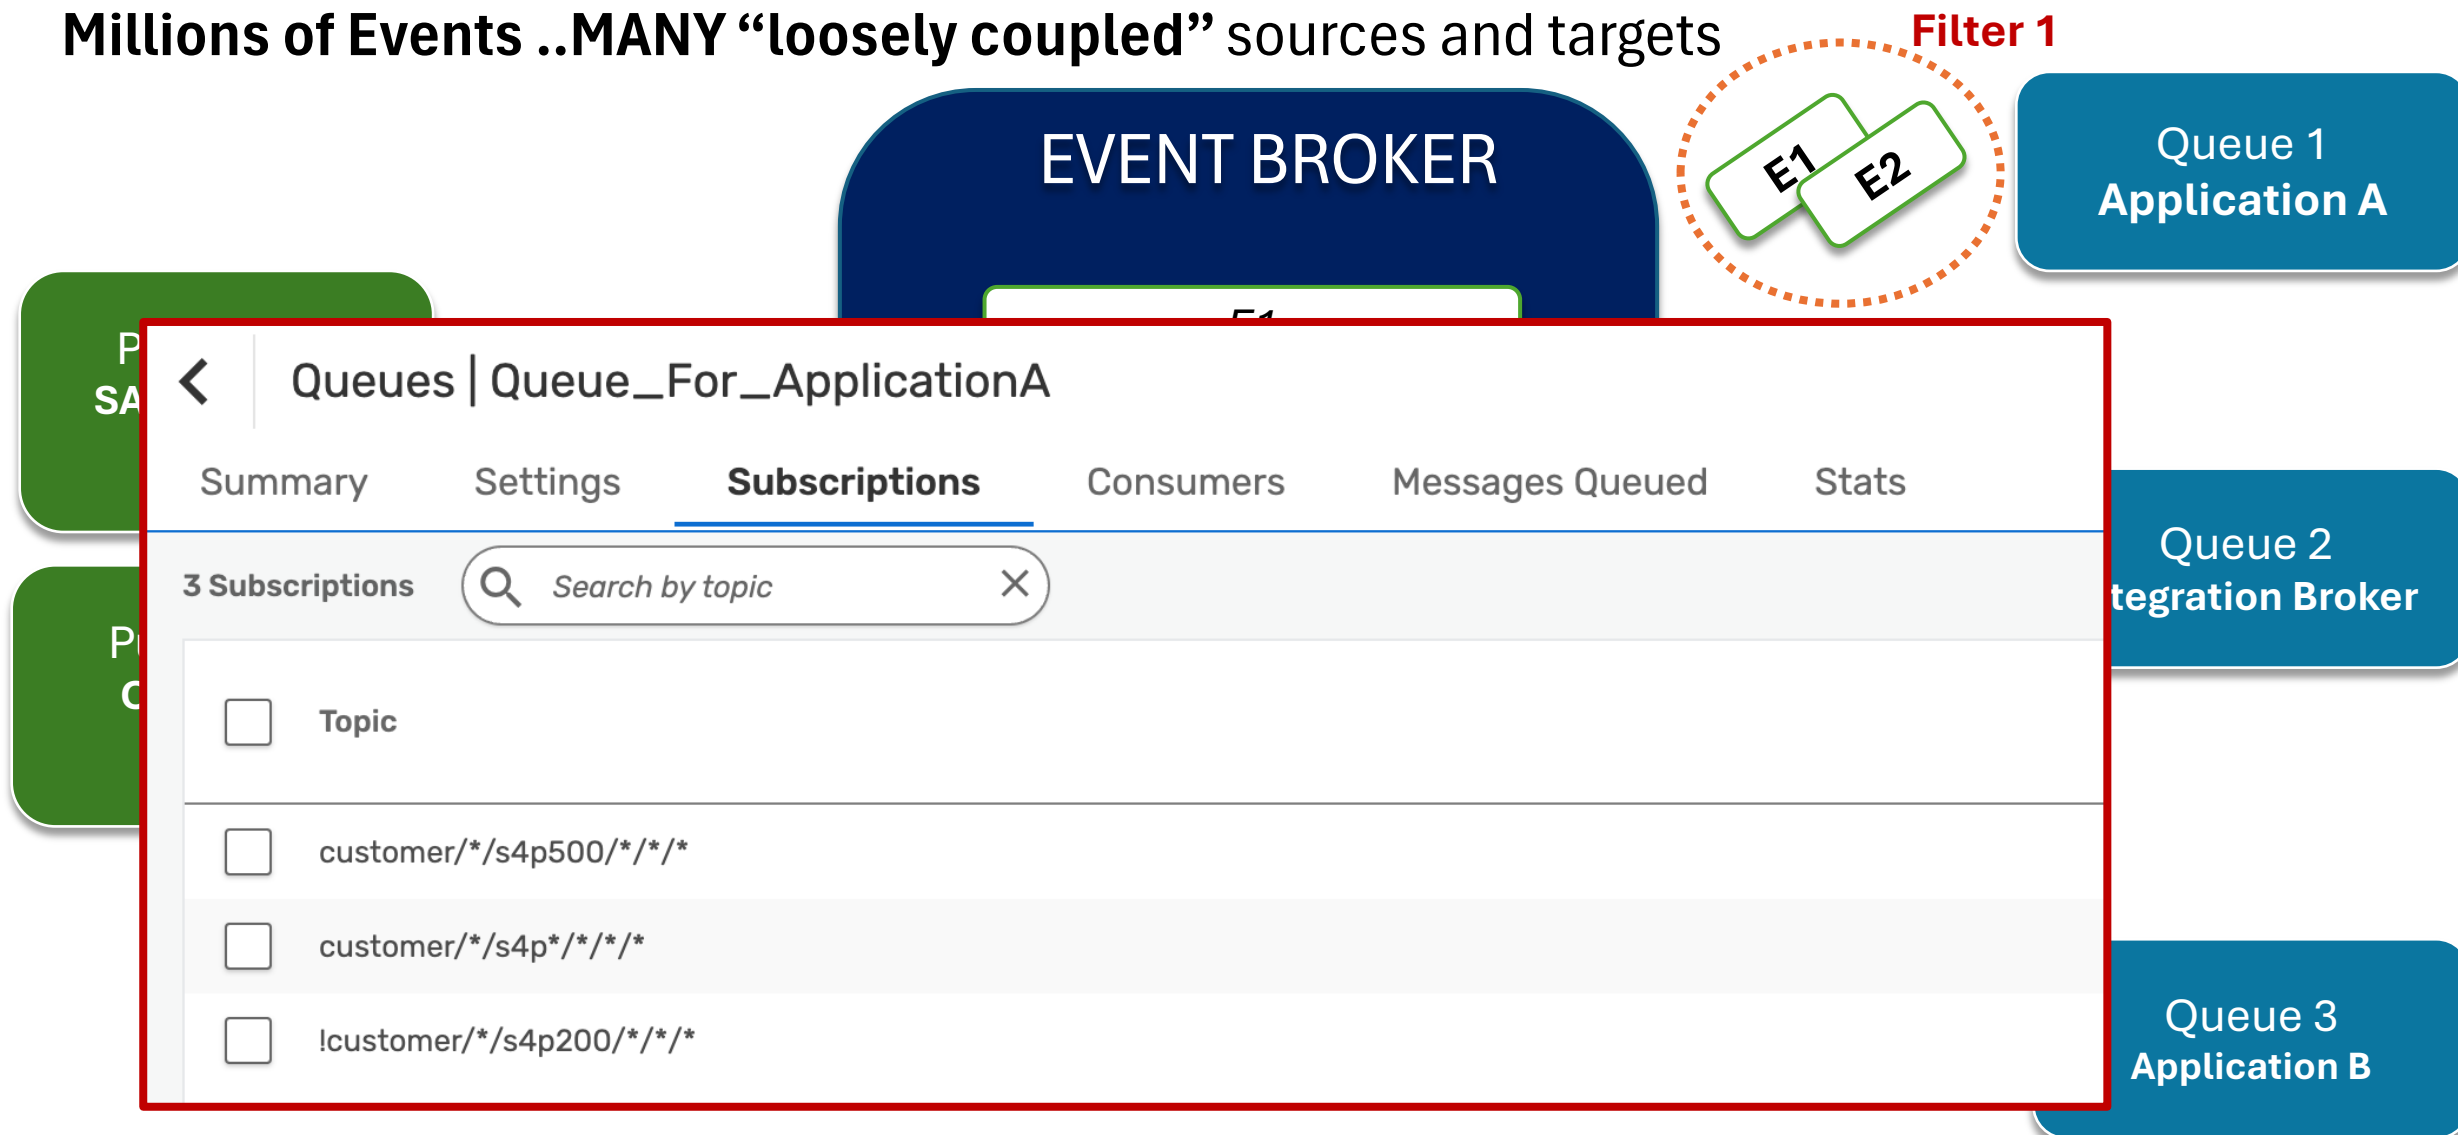 Millions of Events ..MANY “loosely coupled” sources and targets
Filter 1
EVENT BROKER
E1
E2
Queue 1
Application A
SA
Queues | Queue_For_ApplicationA
Summary
Settings
Subscriptions
Consumers
Messages Queued
Stats
3 Subscriptions
Search by topic
Topic
customer/*/s4p500/*/*/*
customer/*/s4p*/*/*/*
!customer/*/s4p200/*/*/*
Queue 2
tegration Broker
Queue 3
Application B